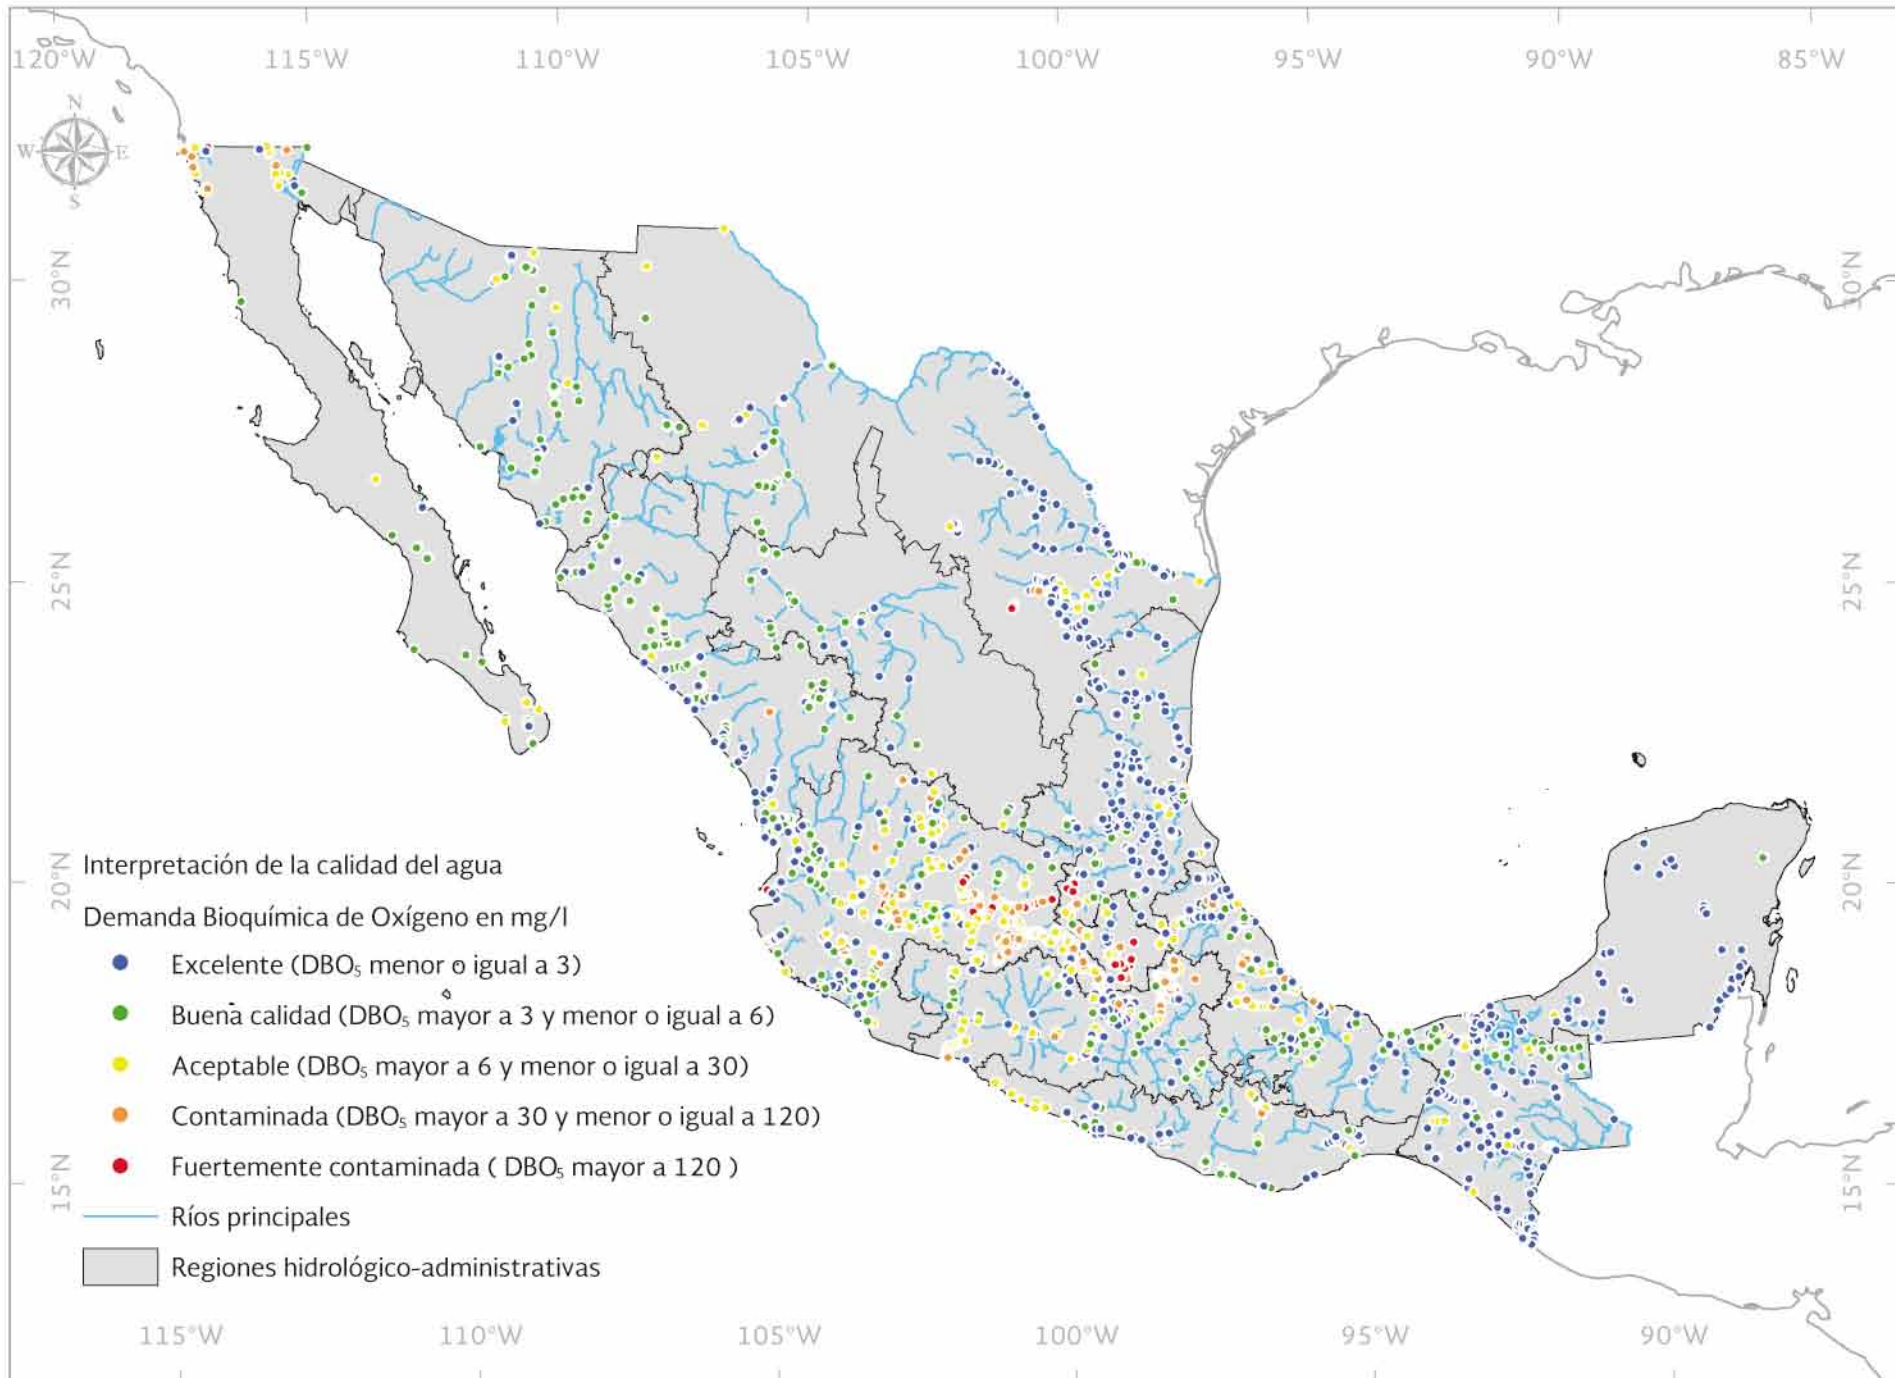 120°W 115°W 110°W 105°W 100°W 95°W 90°W 85°W
N
W E
S
30°N 30°N
25°N 25°N
20°N 20°N
15°N 15°N
Interpretación de la calidad del agua
Demanda Bioquímica de Oxígeno en mg/l
Excelente (DBO₅ menor o igual a 3)
Buena calidad (DBO₅ mayor a 3 y menor o igual a 6)
Aceptable (DBO₅ mayor a 6 y menor o igual a 30)
Contaminada (DBO₅ mayor a 30 y menor o igual a 120)
Fuertemente contaminada ( DBO₅ mayor a 120 )
Ríos principales
Regiones hidrológico-administrativas
115°W 110°W 105°W 100°W 95°W 90°W